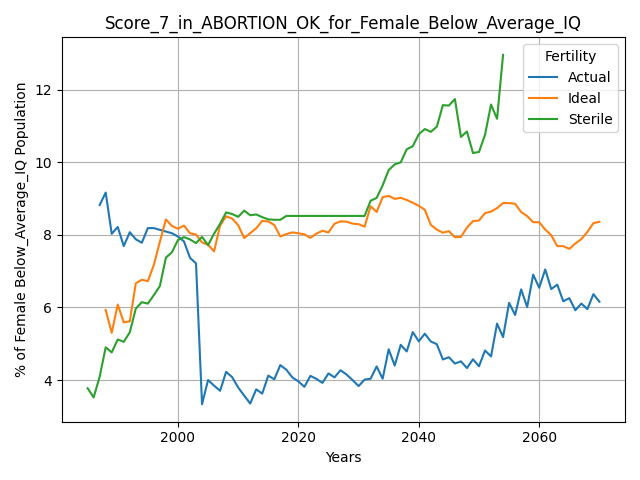 Score_7_in_ABORTION_OK_for_Female_Below_Average_IQ
Fertility
Actual
Ideal
Sterile
% of Female Below_Average_IQ Population
12
10
8
6
4
2000
2020
2040
2060
Years